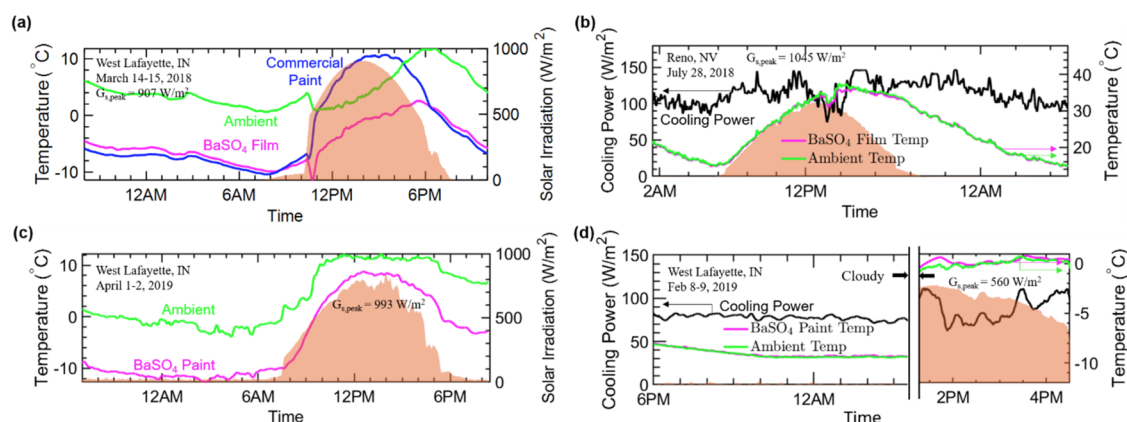 (a)
Temperature (°C)
10
0
-10
West Lafayette, IN
March 14-15, 2018
G_s,peak = 907 W/m²
Commercial
Paint
Ambient
BaSO₄ Film
1000
500
0
Solar Irradiation (W/m²)
12AM 6AM 12PM 6PM
Time
(b)
Cooling Power (W/m²)
150
100
50
0
Reno, NV
July 28, 2018
G_s,peak = 1045 W/m²
Cooling Power
BaSO₄ Film Temp
Ambient Temp
40
30
20
Temperature (°C)
2AM 12PM 12AM
Time
(c)
Temperature (°C)
10
0
-10
West Lafayette, IN
April 1-2, 2019
Ambient
G_s,peak = 993 W/m²
BaSO₄ Paint
1000
500
0
Solar Irradiation (W/m²)
12AM 6AM 12PM 6PM
Time
(d)
Cooling Power (W/m²)
150
100
50
0
West Lafayette, IN
Feb 8-9, 2019
Cloudy
Cooling Power
BaSO₄ Paint Temp
Ambient Temp
G_s,peak = 560 W/m²
0
-5
-10
Temperature (°C)
6PM 12AM 2PM 4PM
Time